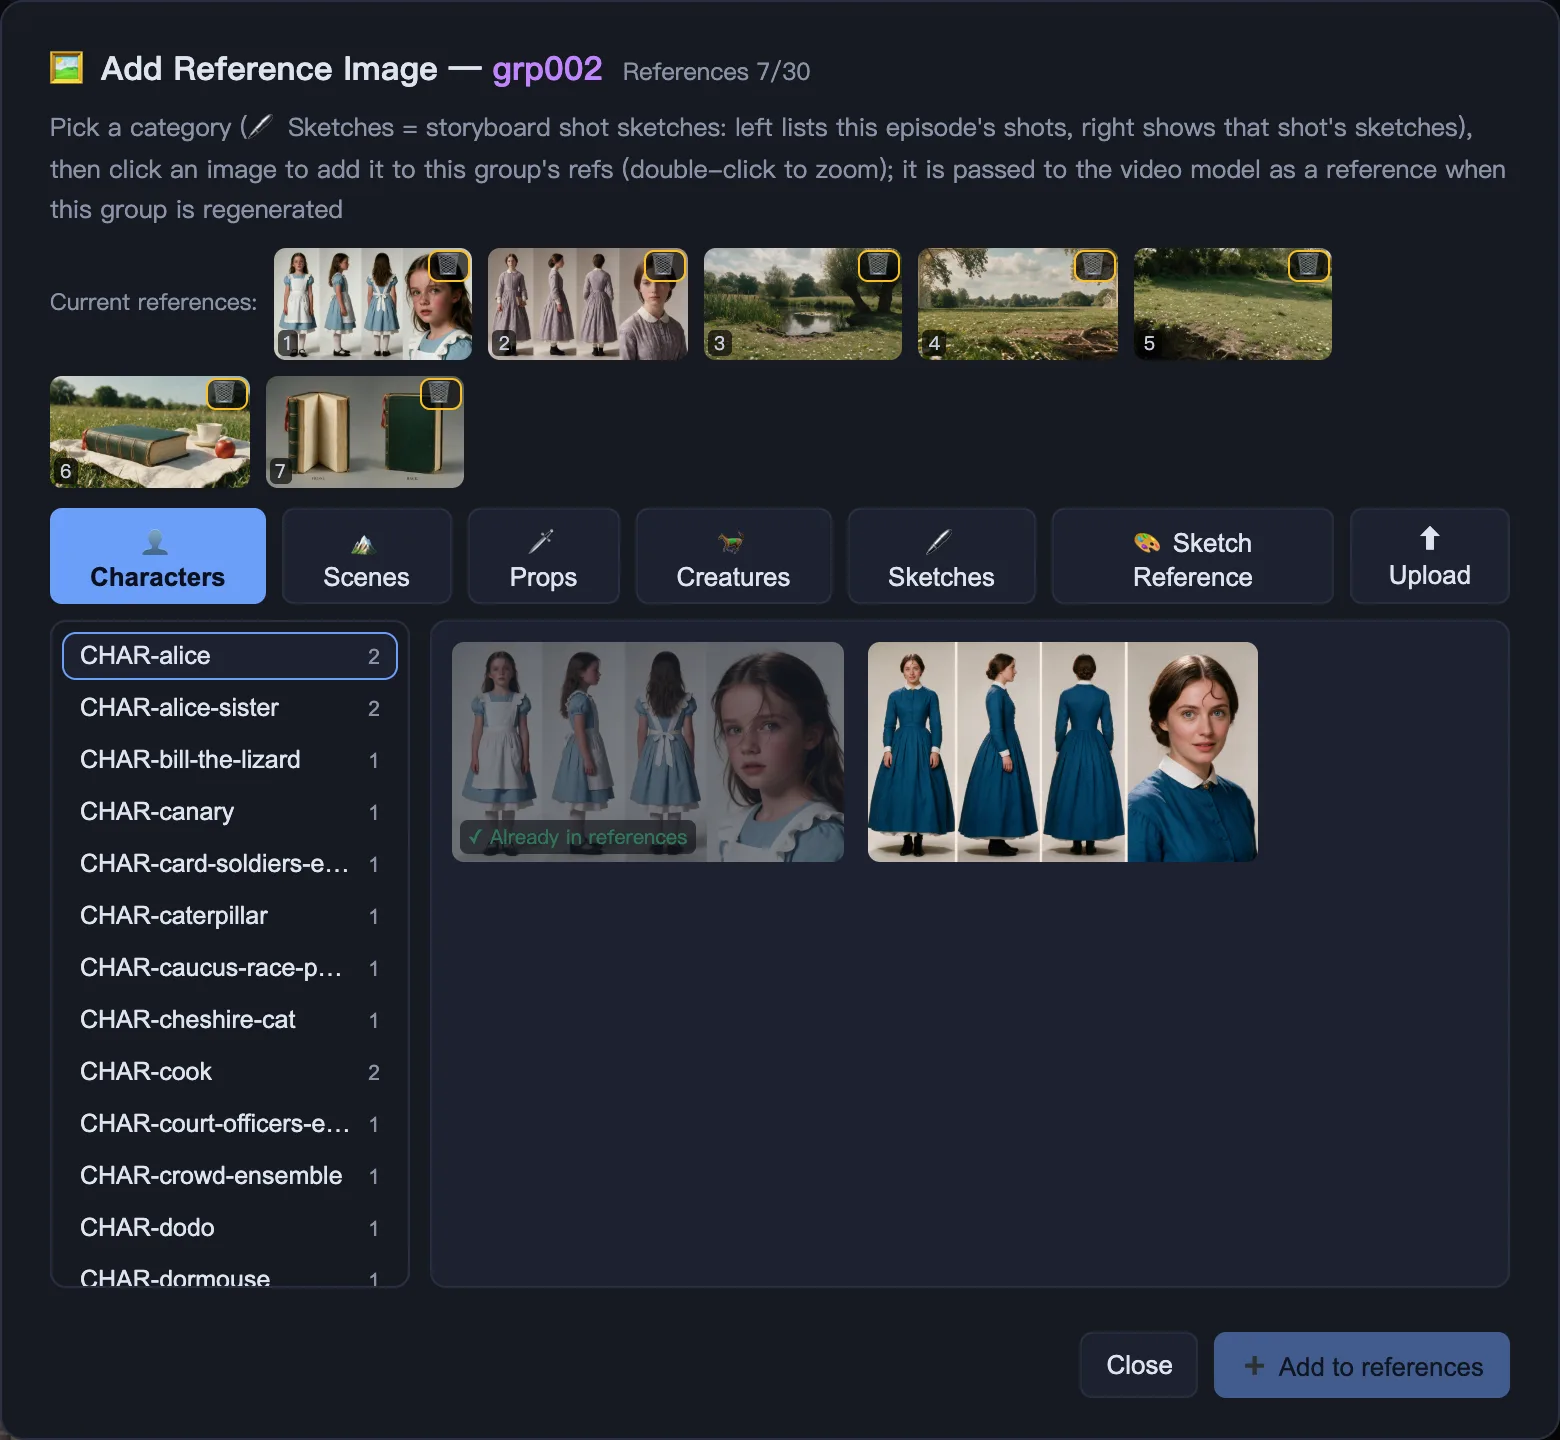 Add Reference Image — grp002 References 7/30
Pick a category ( Sketches = storyboard shot sketches: left lists this episode's shots, right shows that shot's sketches),
then click an image to add it to this group's refs (double-click to zoom); it is passed to the video model as a reference when
this group is regenerated
Current references:
1
2
3
4
5
6
7
Characters
Scenes
Props
Creatures
Sketches
Sketch
Reference
Upload
CHAR-alice 2
CHAR-alice-sister 2
CHAR-bill-the-lizard 1
CHAR-canary 1
CHAR-card-soldiers-e... 1
CHAR-caterpillar 1
CHAR-caucus-race-p... 1
CHAR-cheshire-cat 1
CHAR-cook 2
CHAR-court-officers-e... 1
CHAR-crowd-ensemble 1
CHAR-dodo 1
CHAR-dormouse 1
✓ Already in references
Close
+ Add to references